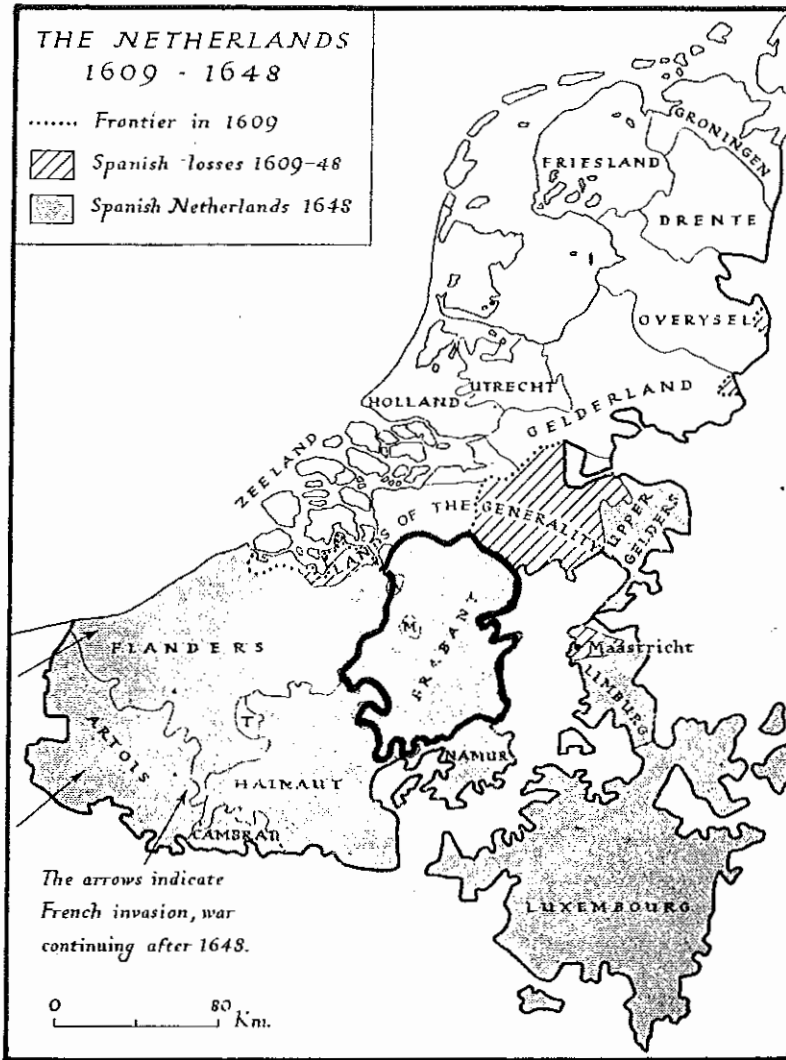 THE NETHERLANDS
1609 - 1648
Frontier in 1609
Spanish losses 1609-48
Spanish Netherlands 1648
GRONINGEN
FRIESLAND
DRENTE
OVERYSEL
UTRECHT
HOLLAND
GELDERLAND
ZEELAND
LANDS OF THE GENERALITY
UPPER
GELDERS
M
FLANDERS
Maastricht
LIMBURG
ARTOIS
T
NAMUR
HAINAUT
CAMBRAI
LUXEMBOURG
The arrows indicate
French invasion, war
continuing after 1648.
0 80
Km.